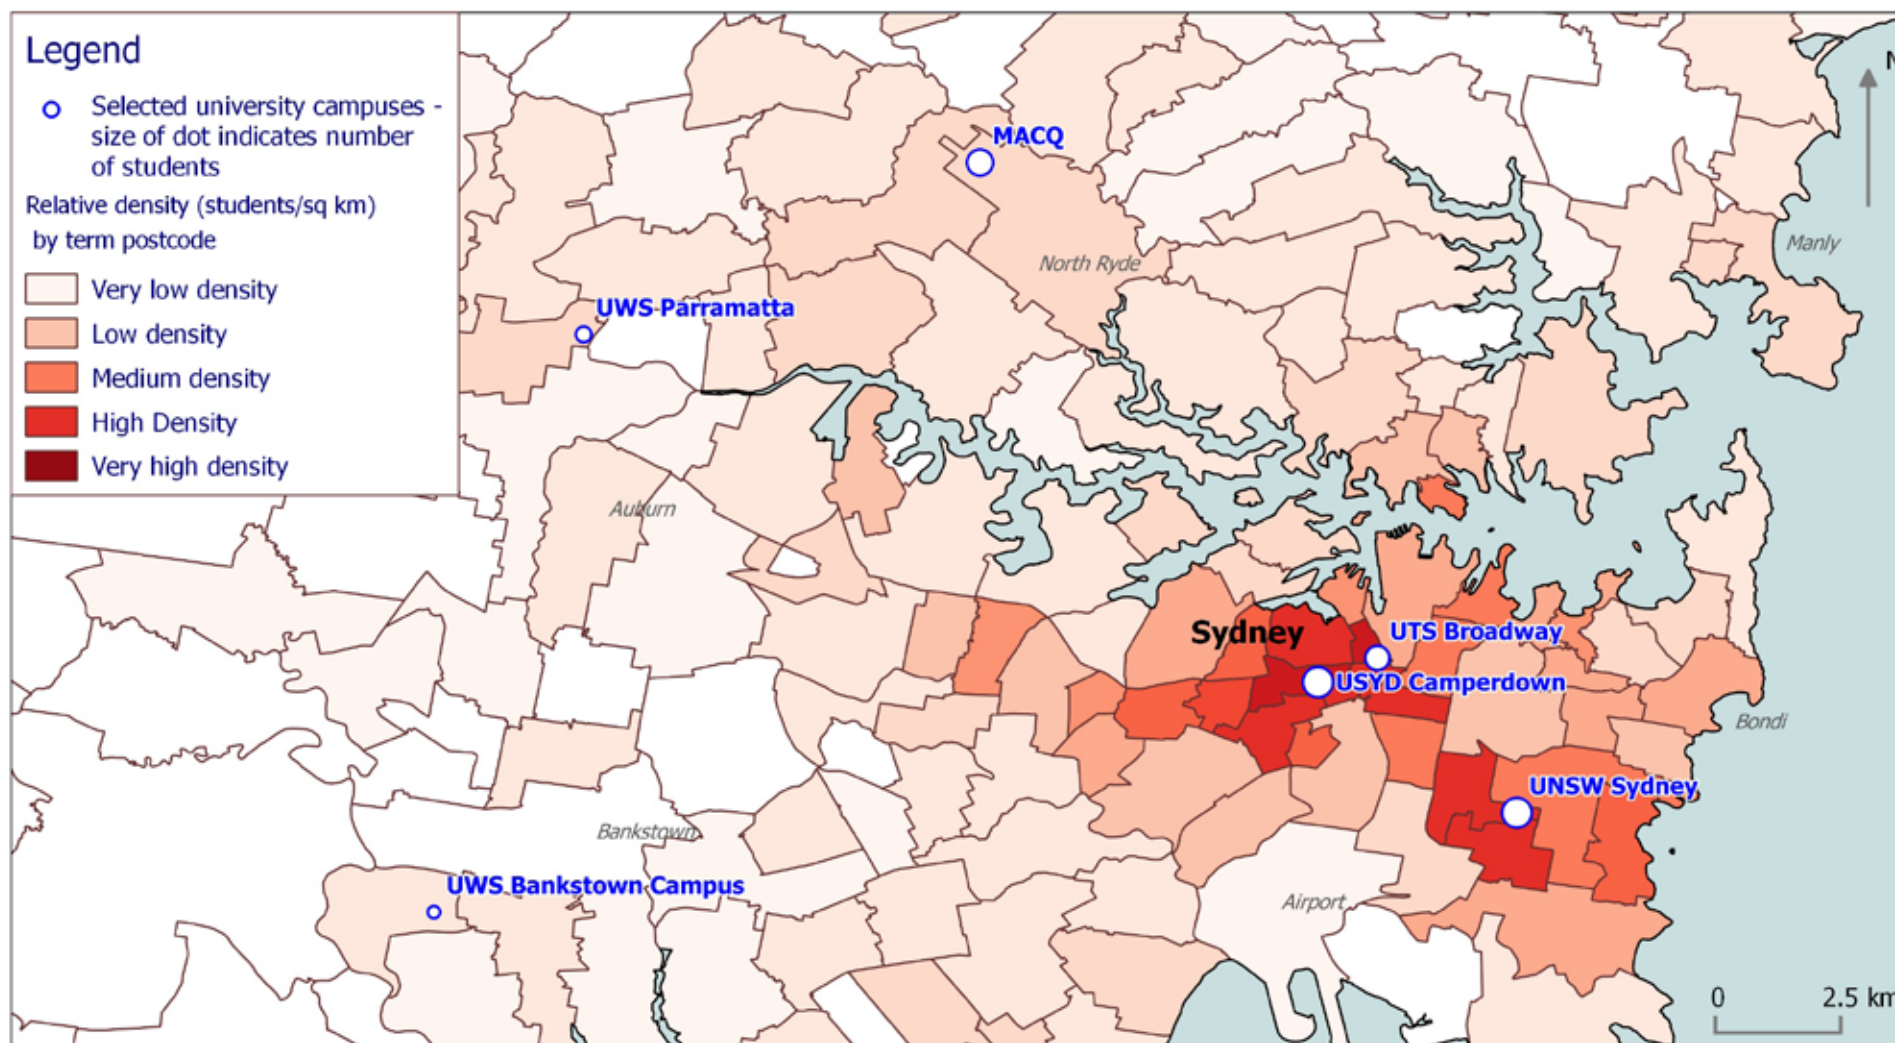 Legend
Selected university campuses -
size of dot indicates number
of students
Relative density (students/sq km)
by term postcode
Very low density
Low density
Medium density
High Density
Very high density
N
MACQ
Manly
North Ryde
UWS Parramatta
Auburn
Sydney
UTS Broadway
USYD Camperdown
Bondi
UNSW Sydney
Bankstown
UWS Bankstown Campus
Airport
0 2.5 km